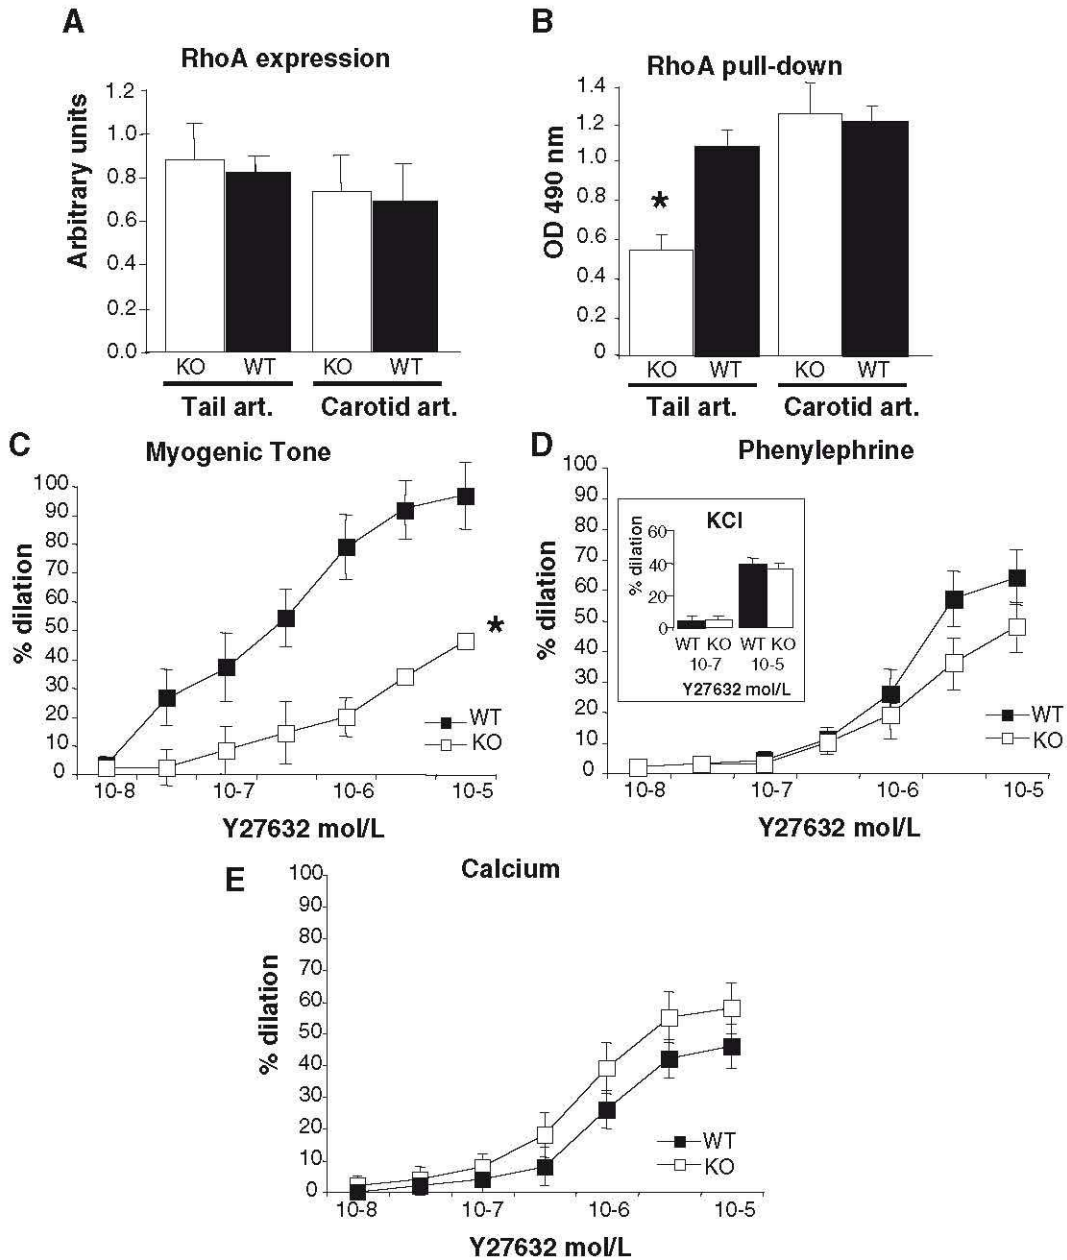 A
RhoA expression
Arbitrary units
1.2
1.0
0.8
0.6
0.4
0.2
0.0
KO WT KO WT
Tail art. Carotid art.
B
RhoA pull-down
OD 490 nm
1.4
1.2
1.0
0.8
0.6
0.4
0.2
0
*
KO WT KO WT
Tail art. Carotid art.
C
Myogenic Tone
% dilation
100
90
80
70
60
50
40
30
20
10
0
*
WT
KO
10-8 10-7 10-6 10-5
Y27632 mol/L
D
Phenylephrine
% dilation
100
90
80
70
60
50
40
30
20
10
0
KCl
% dilation
60
40
20
0
WT KO WT KO
10-7 10-5
Y27632 mol/L
WT
KO
10-8 10-7 10-6 10-5
Y27632 mol/L
E
Calcium
% dilation
100
90
80
70
60
50
40
30
20
10
0
WT
KO
10-8 10-7 10-6 10-5
Y27632 mol/L